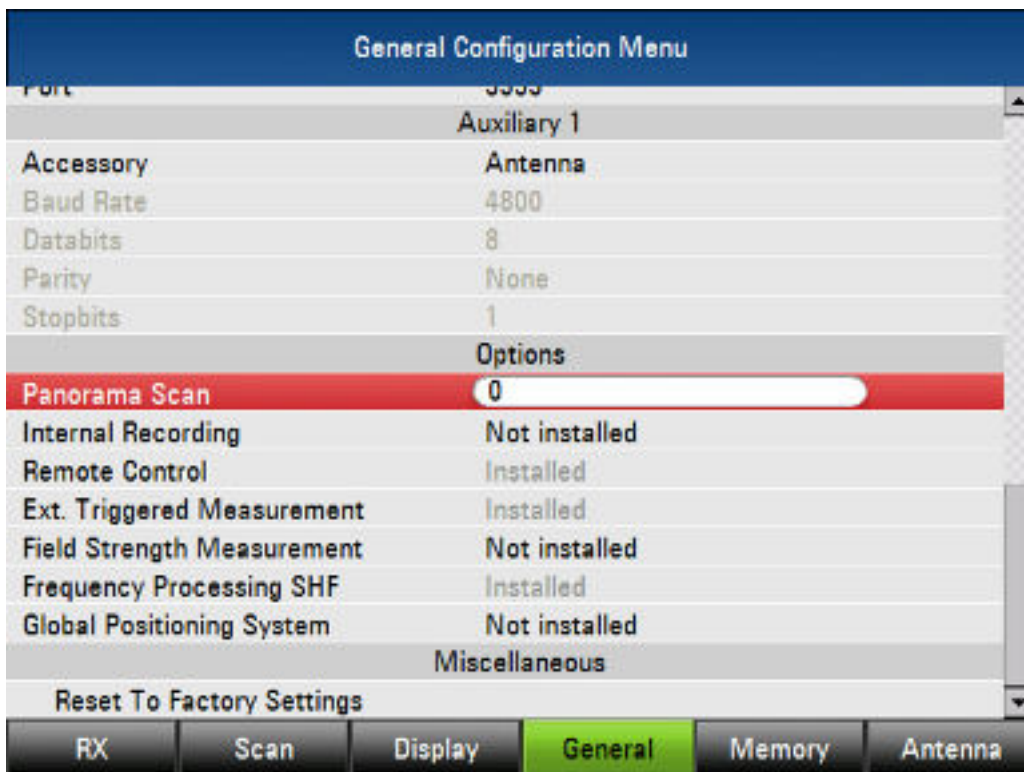 General Configuration Menu
Port 5555
Auxiliary 1
Accessory Antenna
Baud Rate 4800
Databits 8
Parity None
Stopbits 1
Options
Panorama Scan 0
Internal Recording Not installed
Remote Control Installed
Ext. Triggered Measurement Installed
Field Strength Measurement Not installed
Frequency Processing SHF Installed
Global Positioning System Not installed
Miscellaneous
Reset To Factory Settings
RX Scan Display General Memory Antenna